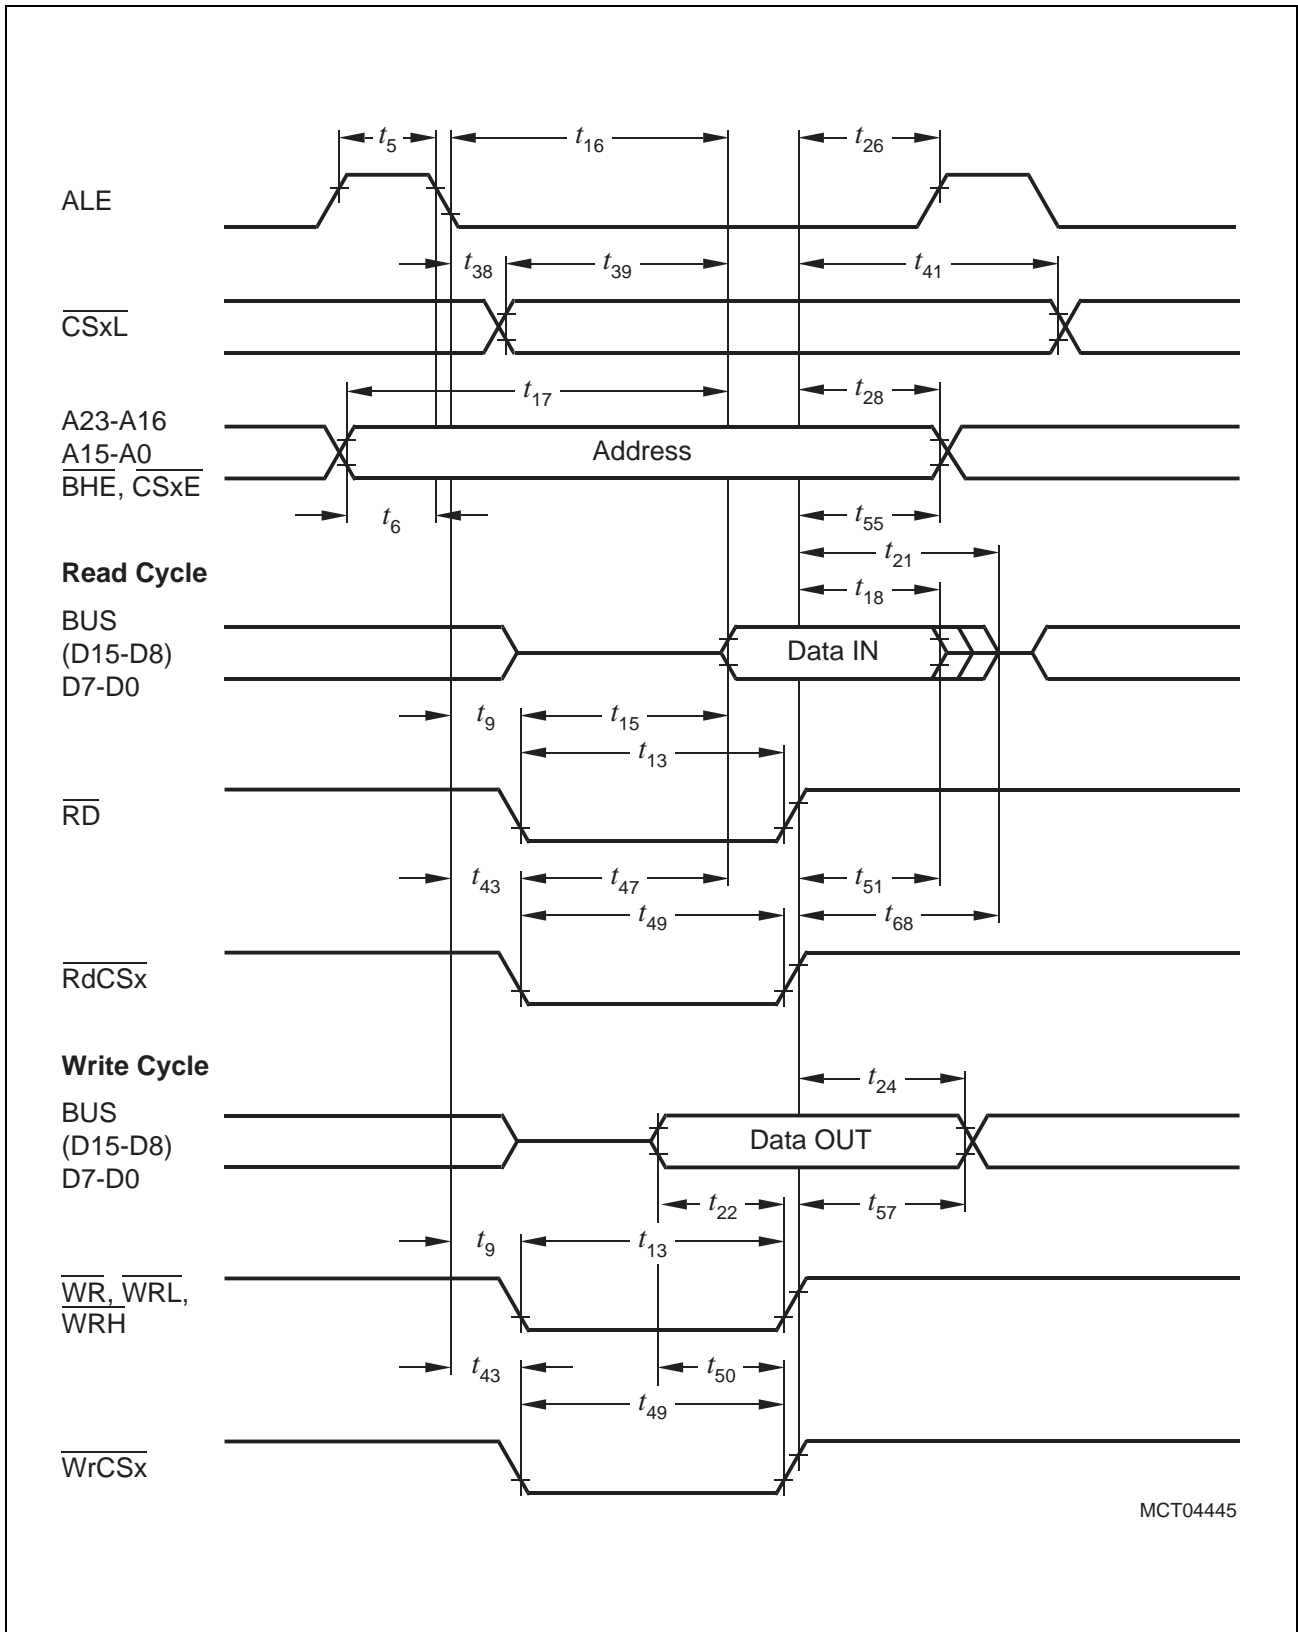 t5 t16 t26
ALE
t38 t39 t41
CSxL
t17 t28
A23-A16
A15-A0
BHE, CSxE
Address
t6 t55
t21
Read Cycle
t18
BUS
(D15-D8)
D7-D0
Data IN
t9 t15
t13
RD
t43 t47 t51
t49 t68
RdCSx
Write Cycle
t24
BUS
(D15-D8)
D7-D0
Data OUT
t22 t57
t9 t13
WR, WRL,
WRH
t43 t50
t49
WrCSx
MCT04445